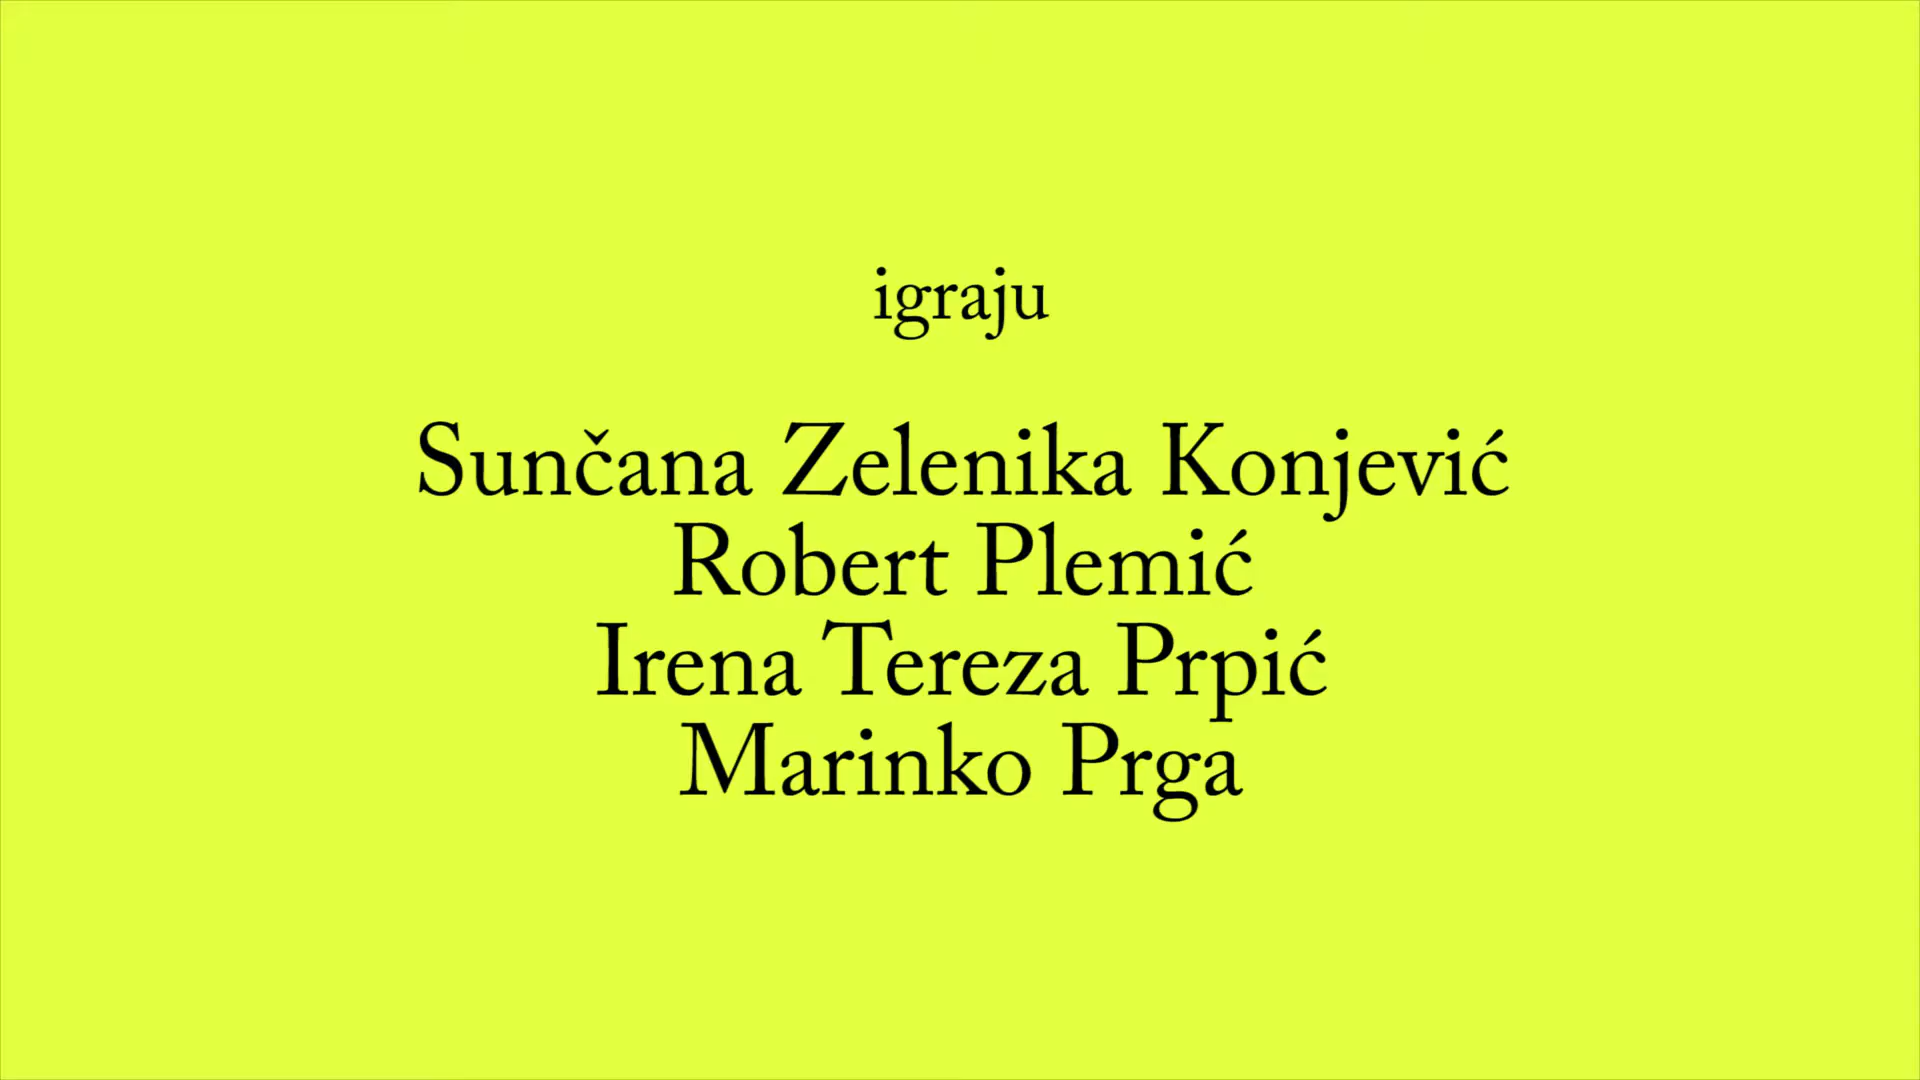 igraju
Sunčana Zelenika Konjević
Robert Plemić
Irena Tereza Prpić
Marinko Prga